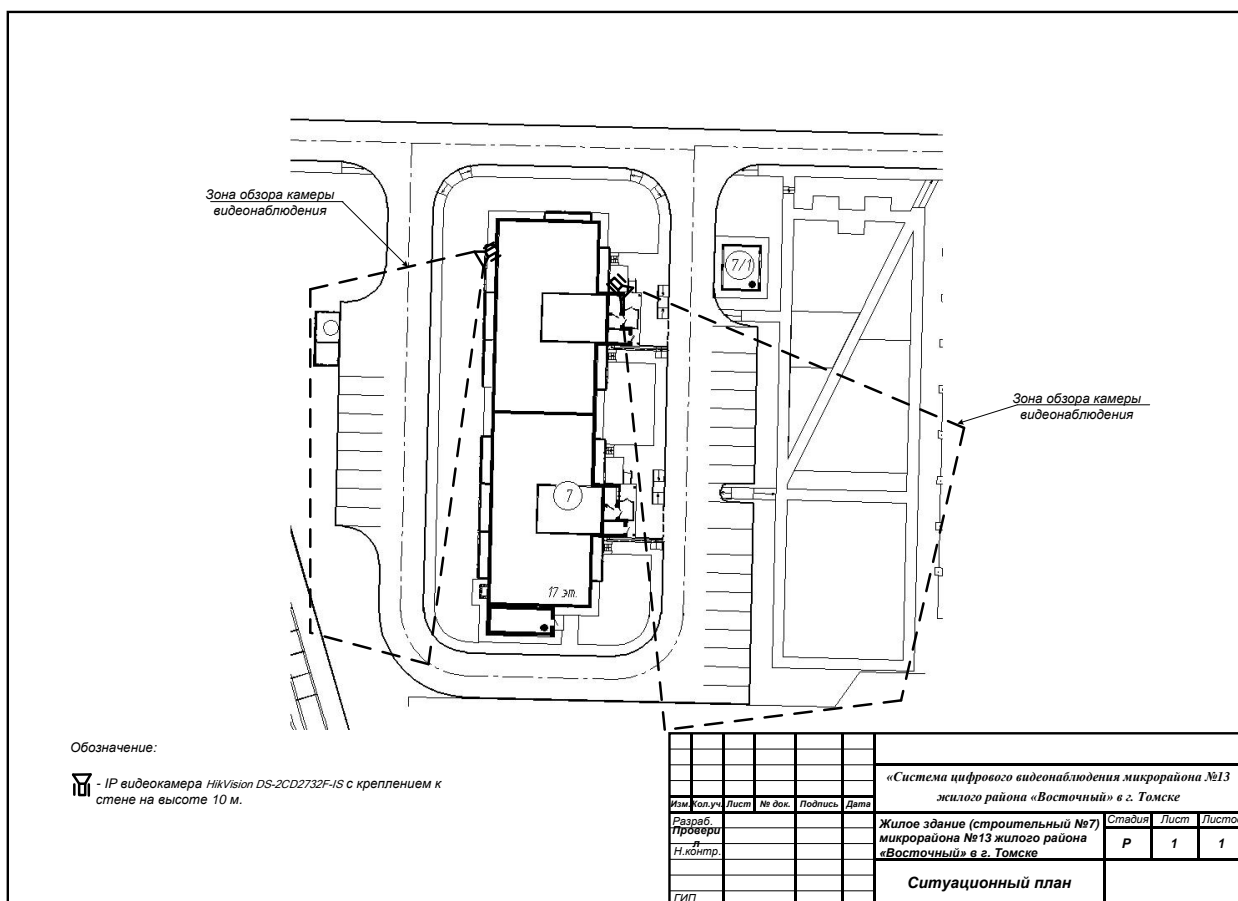 Зона обзора камеры
видеонаблюдения
7/1
Зона обзора камеры
видеонаблюдения
7
17 эт.
Обозначение:
- IP видеокамера HikVision DS-2CD2732F-IS с креплением к
стене на высоте 10 м.
«Система цифрового видеонаблюдения микрорайона №13
жилого района «Восточный» в г. Томске
Изм. Кол.уч. Лист № док. Подпись Дата
Разраб.
Проверил
Н.контр.
ГИП
Жилое здание (строительный №7)
микрорайона №13 жилого района
«Восточный» в г. Томске
Стадия Лист Листов
Р 1 1
Ситуационный план